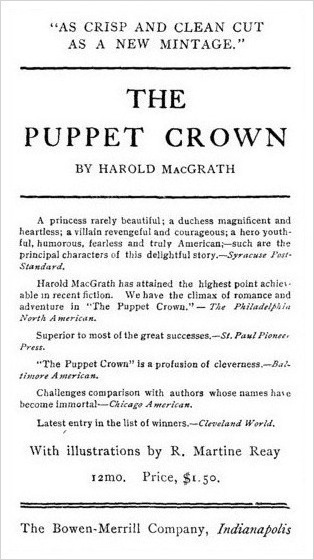 "AS CRISP AND CLEAN CUT
AS A NEW MINTAGE."
THE
PUPPET CROWN
BY HAROLD MACGRATH
A princess rarely beautiful; a duchess magnificent and
heartless; a villain revengeful and courageous; a hero youth-
ful, humorous, fearless and truly American;—such are the
principal characters of this delightful story.—Syracuse Post-
Standard.
Harold MacGrath has attained the highest point achiev-
able in recent fiction. We have the climax of romance and
adventure in "The Puppet Crown."—The Philadelphia
North American.
Superior to most of the great successes.—St. Paul Pioneer
Press.
"The Puppet Crown" is a profusion of cleverness.—Bal-
timore American.
Challenges comparison with authors whose names have
become immortal—Chicago American.
Latest entry in the list of winners.—Cleveland World.
With illustrations by R. Martine Reay
12mo. Price, $1.50.
The Bowen-Merrill Company, Indianapolis